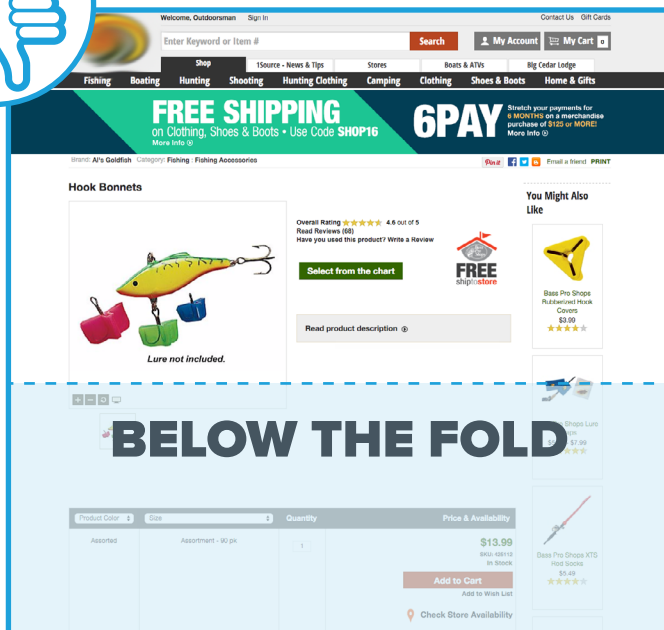 Welcome, Outdoorsman Sign In
Contact Us Gift Cards
Enter Keyword or Item #
Search
My Account
My Cart 0
Shop
1Source - News & Tips
Stores
Boats & ATVs
Big Cedar Lodge
Fishing Boating Hunting Shooting Hunting Clothing Camping Clothing Shoes & Boots Home & Gifts
FREE SHIPPING
on Clothing, Shoes & Boots • Use Code SHOP16
More Info
6PAY
Stretch your payments for
6 MONTHS on a merchandise
purchase of $125 or MORE!
More Info
Brand: Al's Goldfish Category: Fishing : Fishing Accessories
Pin it
Email a friend PRINT
Hook Bonnets
Overall Rating 4.6 out of 5
Read Reviews (68)
Have you used this product? Write a Review
Select from the chart
FREE
shiptostore
Read product description
Lure not included.
You Might Also
Like
Bass Pro Shops
Rubberized Hook
Covers
$3.99
BELOW THE FOLD
Shops Lure
$7.99
Product Color
Size
Quantity
Price & Availability
Assorted
Assortment - 90 pk
1
$13.99
In Stock
Add to Cart
Add to Wish List
Check Store Availability
Bass Pro Shops XTS
Rod Socks
$5.49